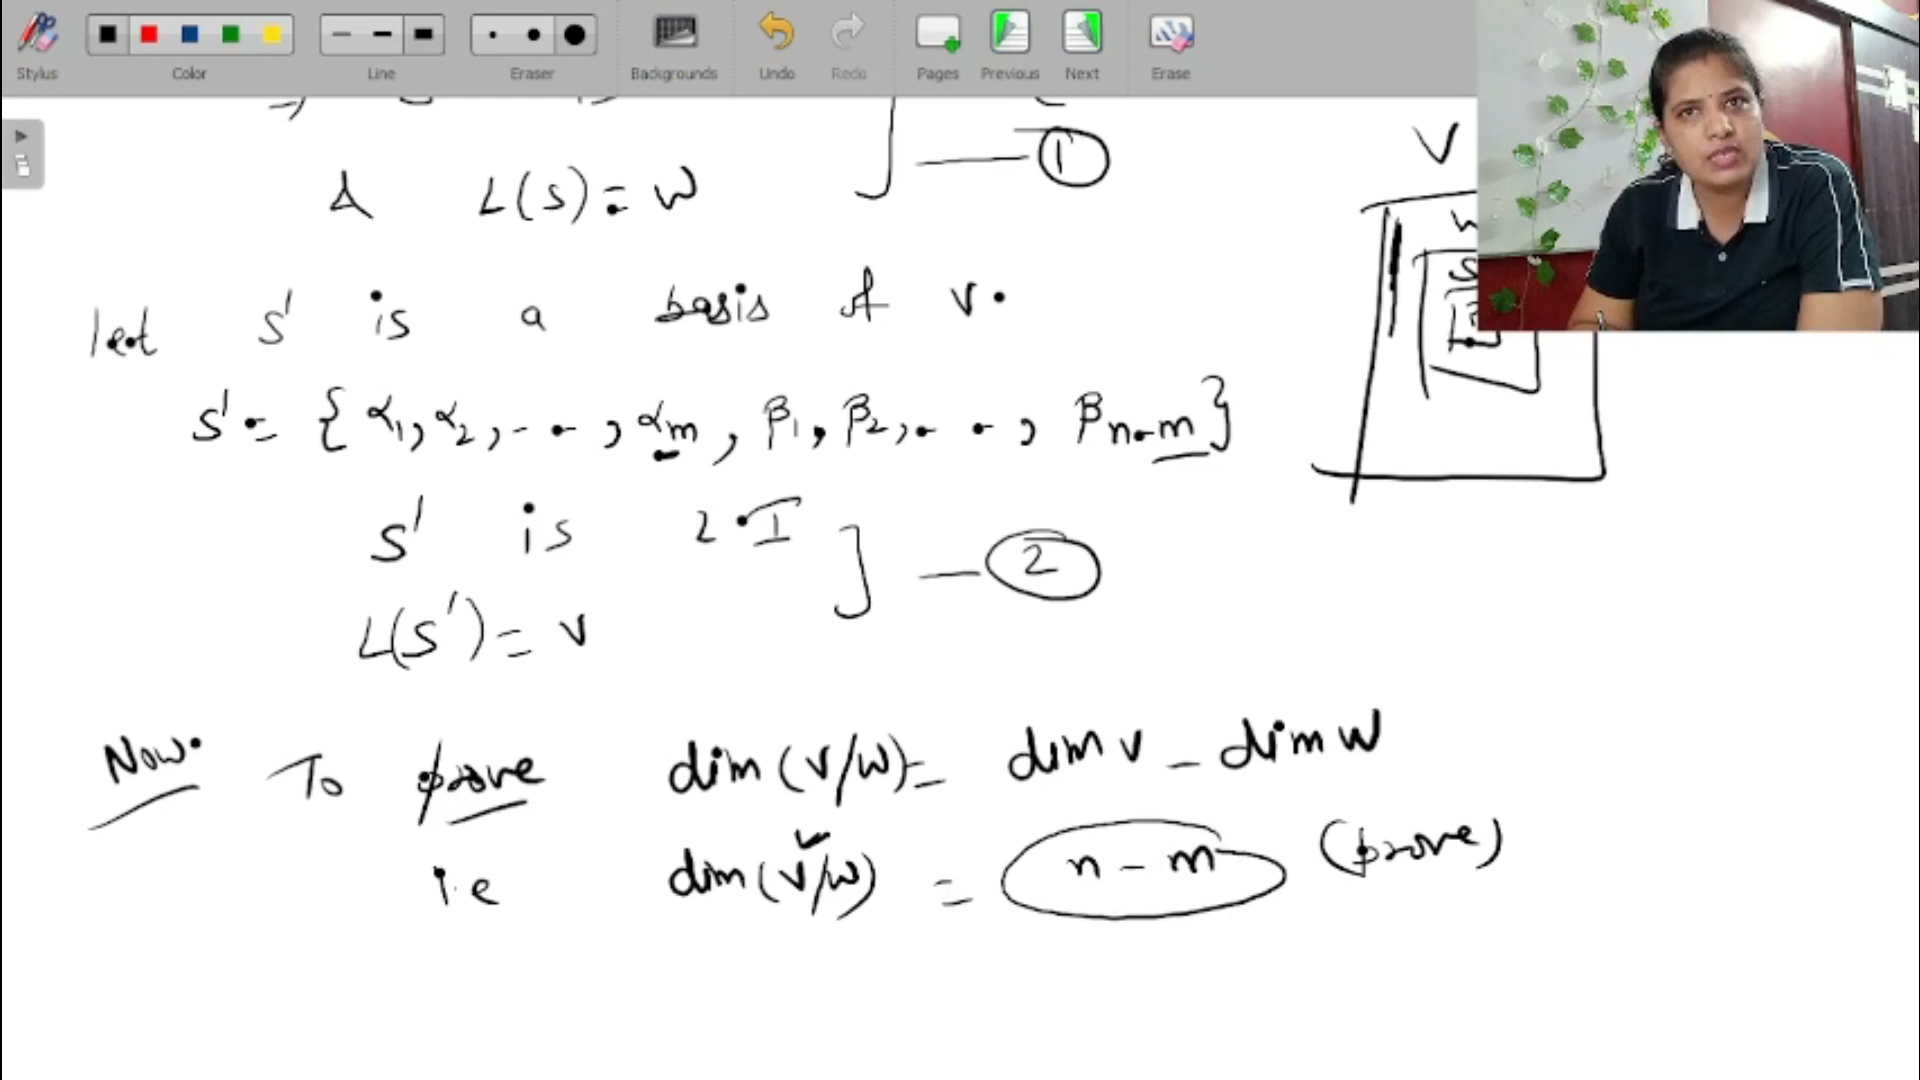 Stylus Color Line Eraser Backgrounds Undo Redo Pages Previous Next Erase
L(S) = W
①
V
let S' is a basis of V.
S' = { α₁, α₂, ..., αm, β₁, β₂, ..., βn-m }
S' is L.I
L(S') = V
②
Now. To prove dim(V/W) = dim V - dim W
i.e dim(V/W) = n - m (prove)